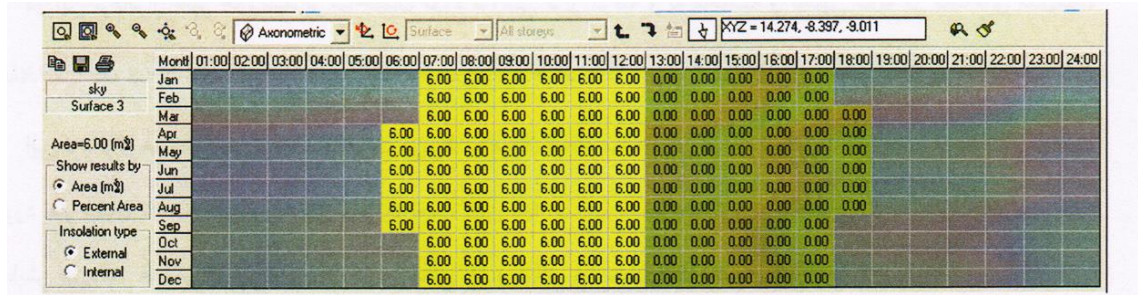 Axonometric Surface All storeys XYZ = 14.274, -8.397, -9.011
Month 01:00 02:00 03:00 04:00 05:00 06:00 07:00 08:00 09:00 10:00 11:00 12:00 13:00 14:00 15:00 16:00 17:00 18:00 19:00 20:00 21:00 22:00 23:00 24:00
sky
Surface 3
Area=6.00 (m2)
Show results by
Area (m2)
Percent Area
Insolation type
External
Internal
Jan 6.00 6.00 6.00 6.00 6.00 6.00 0.00 0.00 0.00 0.00 0.00
Feb 6.00 6.00 6.00 6.00 6.00 6.00 0.00 0.00 0.00 0.00 0.00
Mar 6.00 6.00 6.00 6.00 6.00 6.00 0.00 0.00 0.00 0.00 0.00 0.00
Apr 6.00 6.00 6.00 6.00 6.00 6.00 6.00 0.00 0.00 0.00 0.00 0.00 0.00
May 6.00 6.00 6.00 6.00 6.00 6.00 6.00 0.00 0.00 0.00 0.00 0.00 0.00
Jun 6.00 6.00 6.00 6.00 6.00 6.00 6.00 0.00 0.00 0.00 0.00 0.00 0.00
Jul 6.00 6.00 6.00 6.00 6.00 6.00 6.00 0.00 0.00 0.00 0.00 0.00 0.00
Aug 6.00 6.00 6.00 6.00 6.00 6.00 6.00 0.00 0.00 0.00 0.00 0.00 0.00
Sep 6.00 6.00 6.00 6.00 6.00 6.00 6.00 0.00 0.00 0.00 0.00 0.00
Oct 6.00 6.00 6.00 6.00 6.00 6.00 0.00 0.00 0.00 0.00 0.00
Nov 6.00 6.00 6.00 6.00 6.00 6.00 0.00 0.00 0.00 0.00 0.00
Dec 6.00 6.00 6.00 6.00 6.00 6.00 0.00 0.00 0.00 0.00 0.00